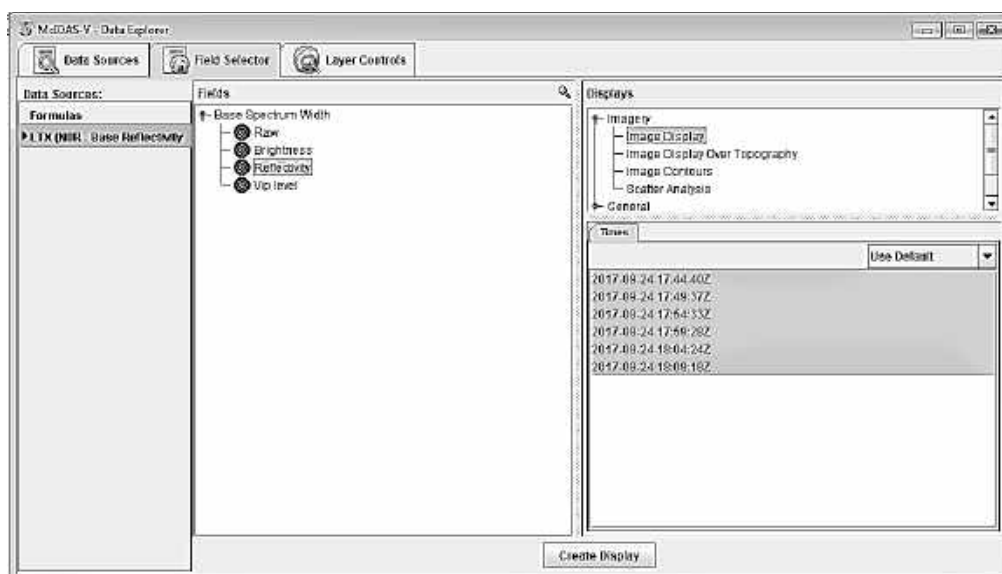 McIDAS-V - Data Explorer
Data Sources
Field Selector
Layer Controls
Data Sources:
Formulas
LTX (N0R : Base Reflectivity
Fields
Base Spectrum Width
Raw
Brightness
Reflectivity
Vip level
Displays
Imagery
Image Display
Image Display Over Topography
Image Contours
Scatter Analysis
General
Times
Use Default
2017-09-24 17:44:40Z
2017-09-24 17:49:37Z
2017-09-24 17:54:33Z
2017-09-24 17:59:28Z
2017-09-24 18:04:24Z
2017-09-24 18:09:18Z
Create Display